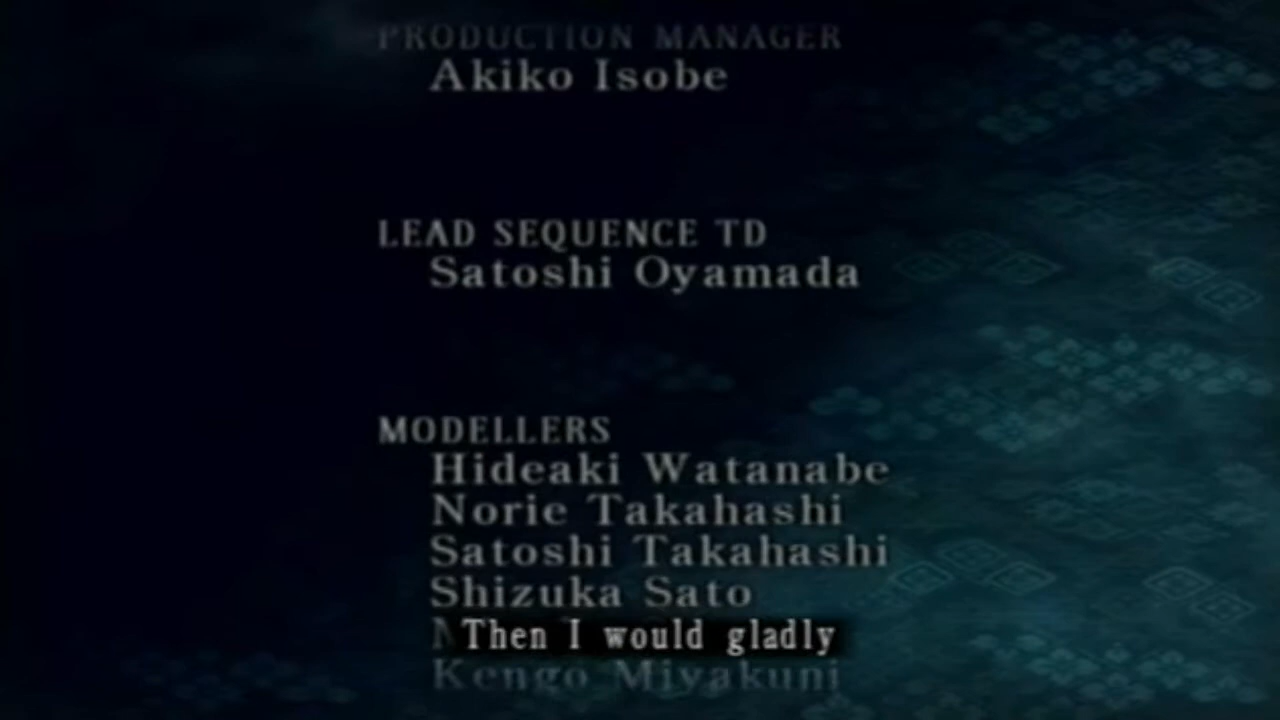 PRODUCTION MANAGER
Akiko Isobe
LEAD SEQUENCE TD
Satoshi Oyamada
MODELLERS
Hideaki Watanabe
Norie Takahashi
Satoshi Takahashi
Shizuka Sato
Then I would gladly
Kengo Miyakuni